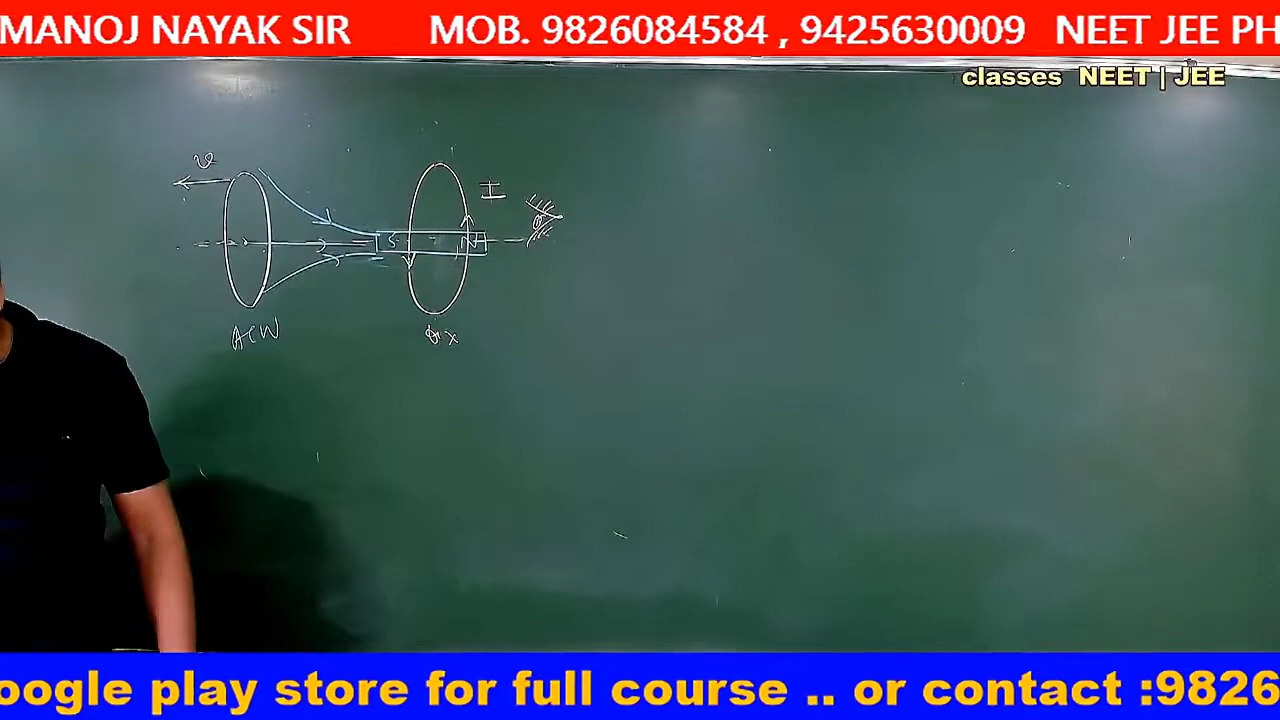 MANOJ NAYAK SIR MOB. 9826084584 , 9425630009 NEET JEE PH
classes NEET | JEE
v
I
S N
ACW
fix
oogle play store for full course .. or contact :9826